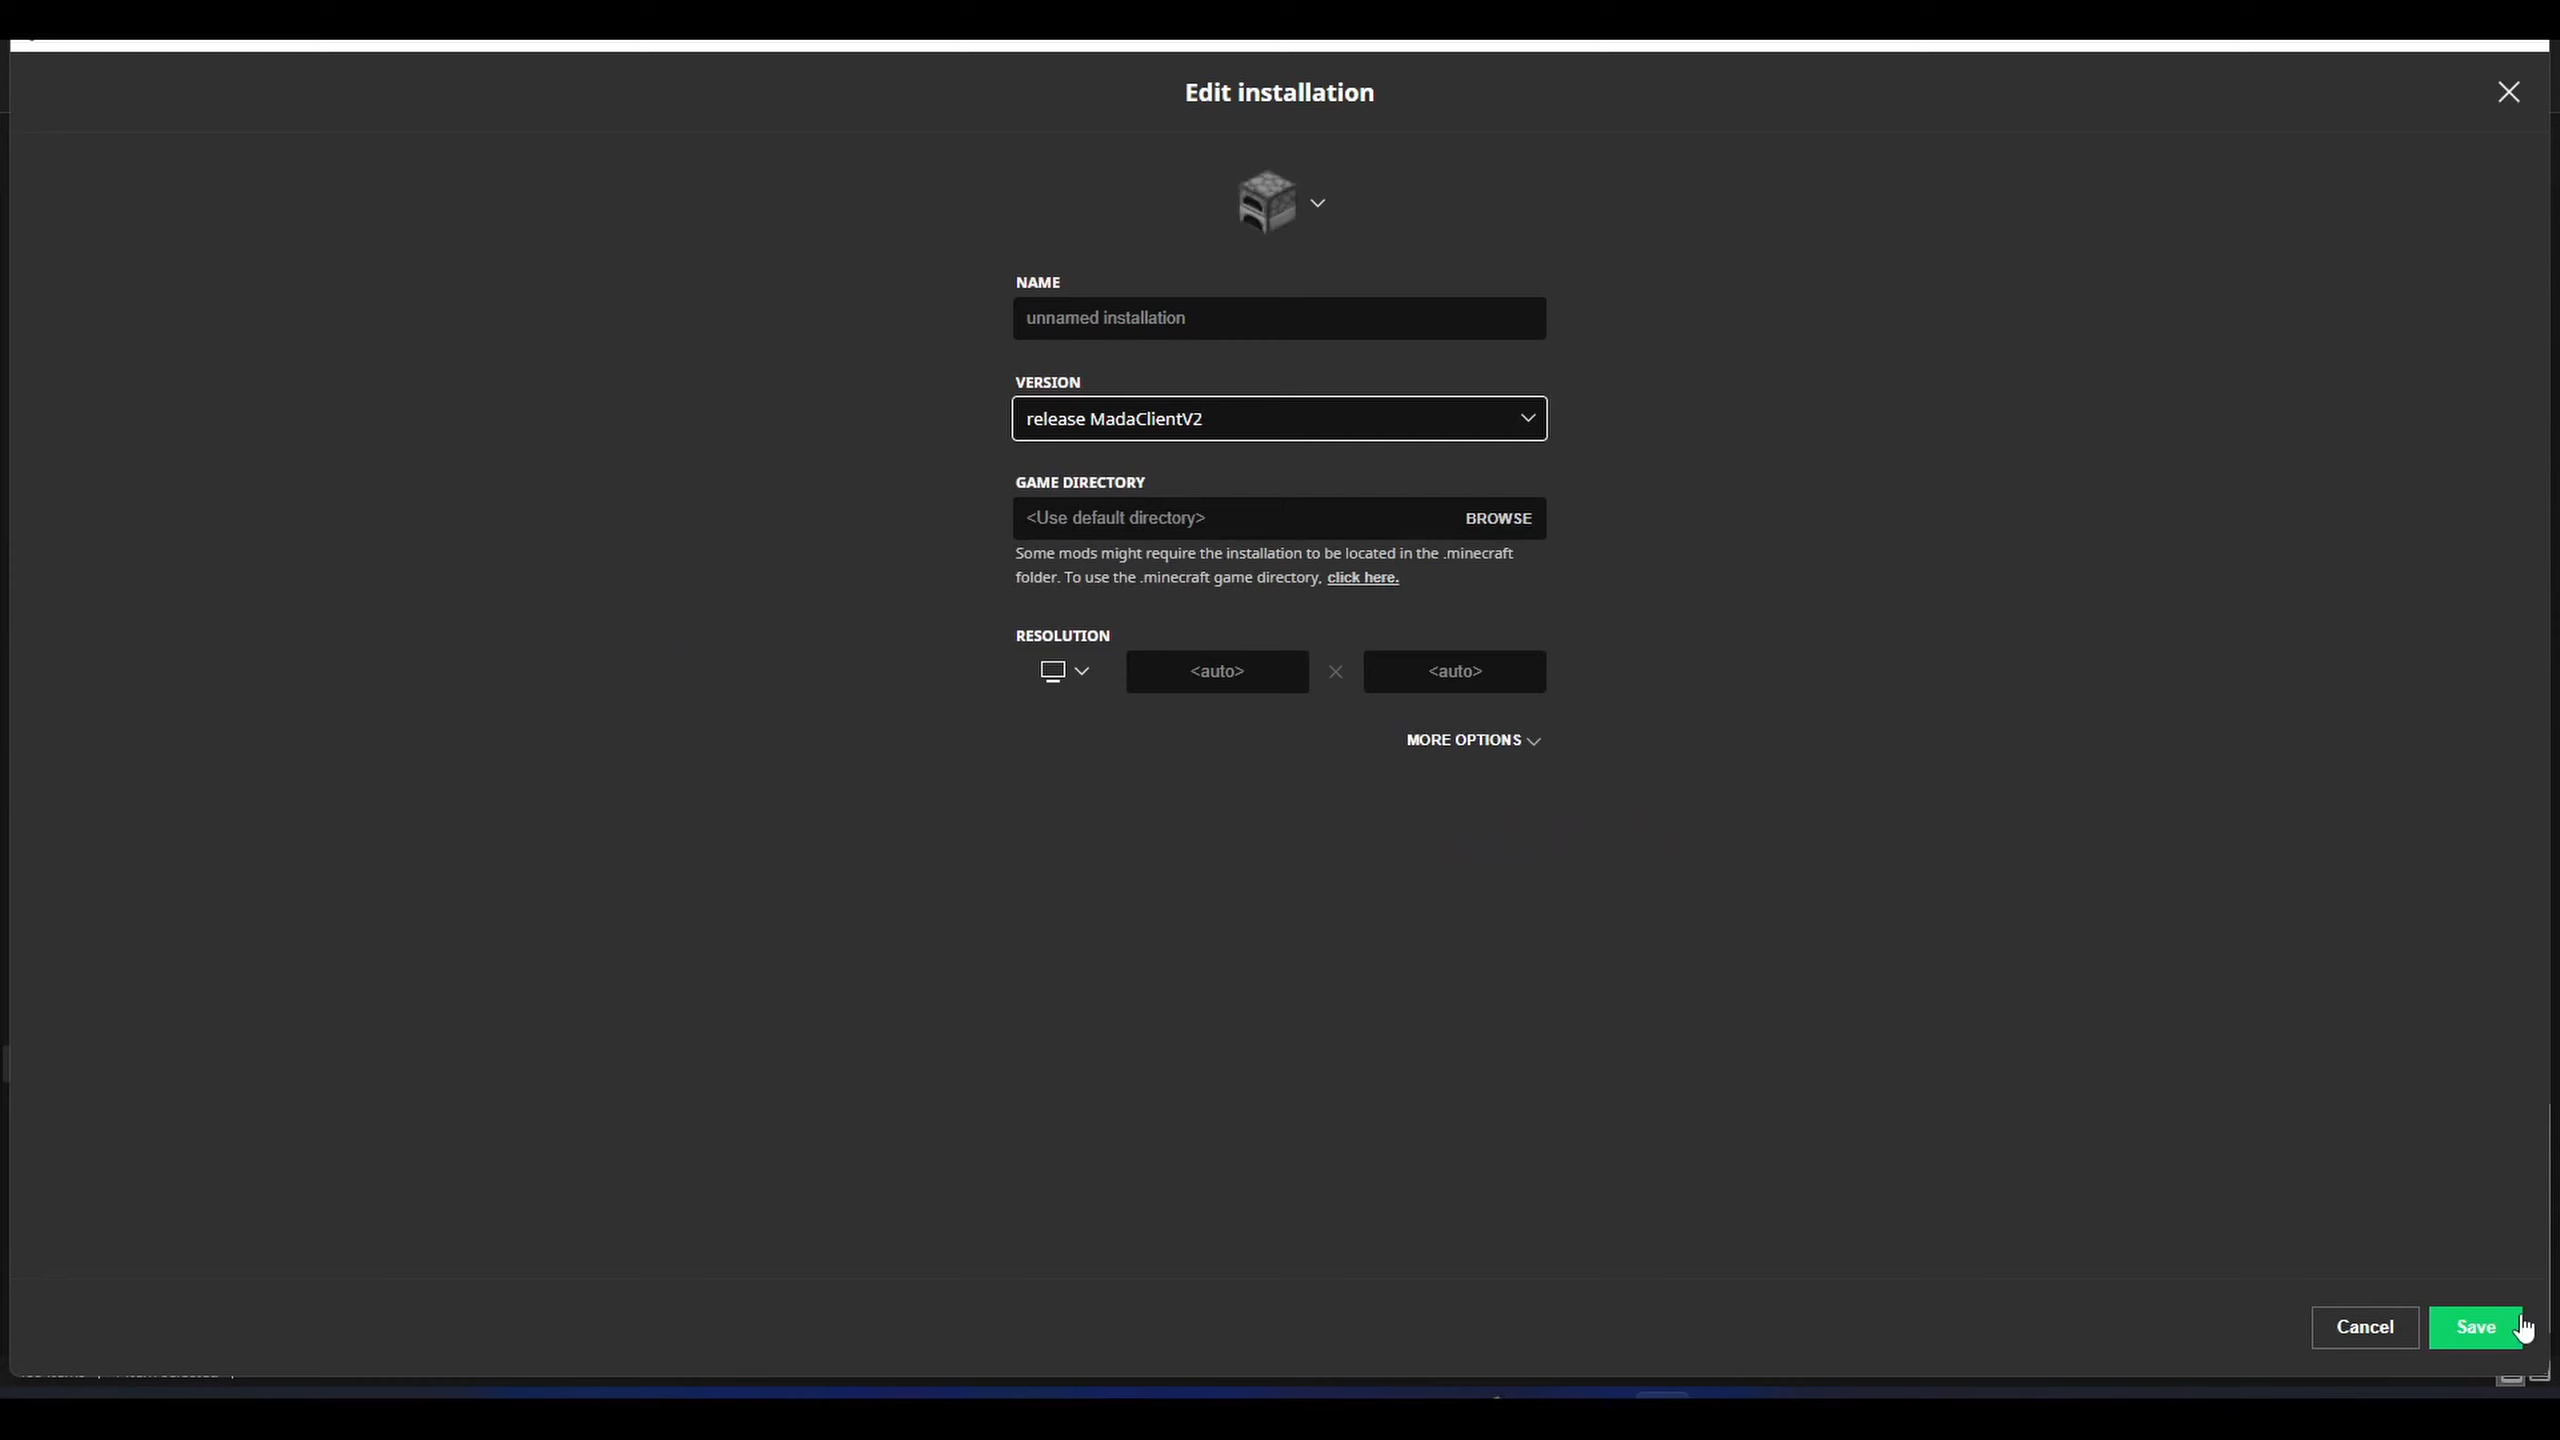 Edit installation
NAME
unnamed installation
VERSION
release MadaClientV2
GAME DIRECTORY
<Use default directory>
BROWSE
Some mods might require the installation to be located in the .minecraft
folder. To use the .minecraft game directory, click here.
RESOLUTION
<auto>
<auto>
MORE OPTIONS
Cancel
Save